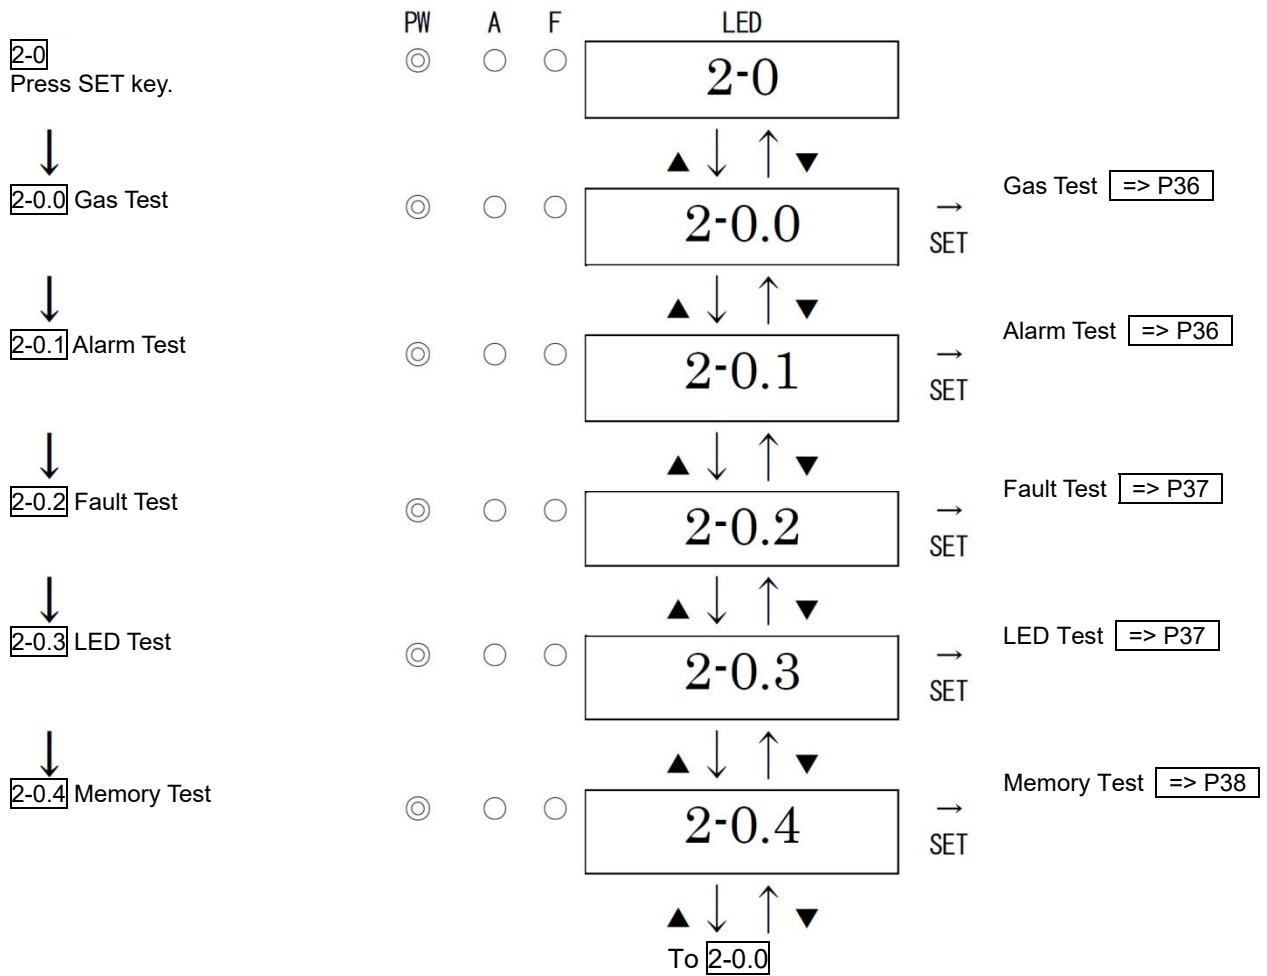 PW A F LED
2-0
Press SET key.
2-0
▲ ↓ ↑ ▼
↓
2-0.0 Gas Test
2-0.0
→
SET
Gas Test => P36
▲ ↓ ↑ ▼
↓
2-0.1 Alarm Test
2-0.1
→
SET
Alarm Test => P36
▲ ↓ ↑ ▼
↓
2-0.2 Fault Test
2-0.2
→
SET
Fault Test => P37
▲ ↓ ↑ ▼
↓
2-0.3 LED Test
2-0.3
→
SET
LED Test => P37
▲ ↓ ↑ ▼
↓
2-0.4 Memory Test
2-0.4
→
SET
Memory Test => P38
▲ ↓ ↑ ▼
To 2-0.0